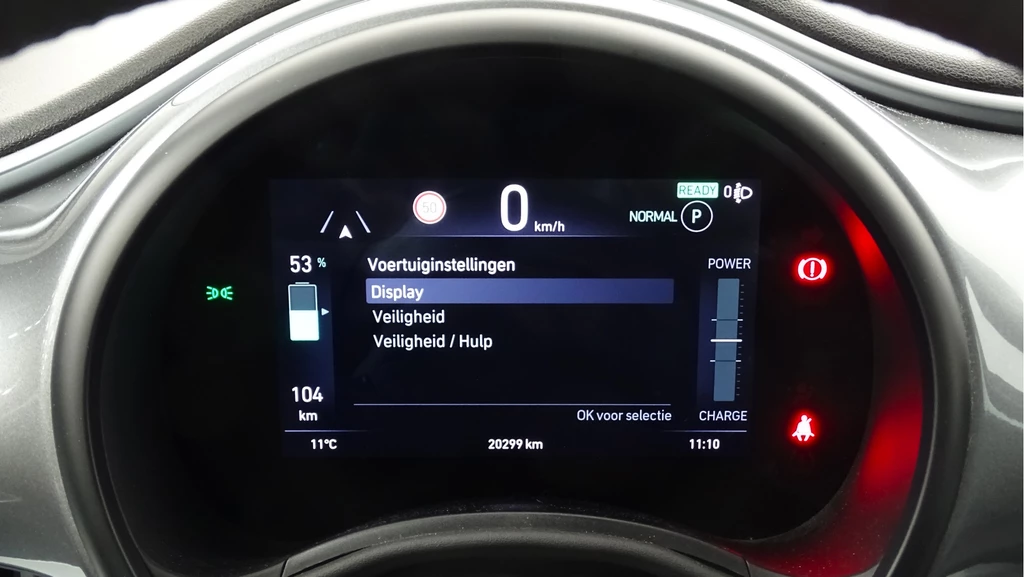 50
0 km/h
READY 0
NORMAL P
53 %
Voertuiginstellingen
Display
Veiligheid
Veiligheid / Hulp
POWER
104
km
OK voor selectie
CHARGE
11°C
20299 km
11:10